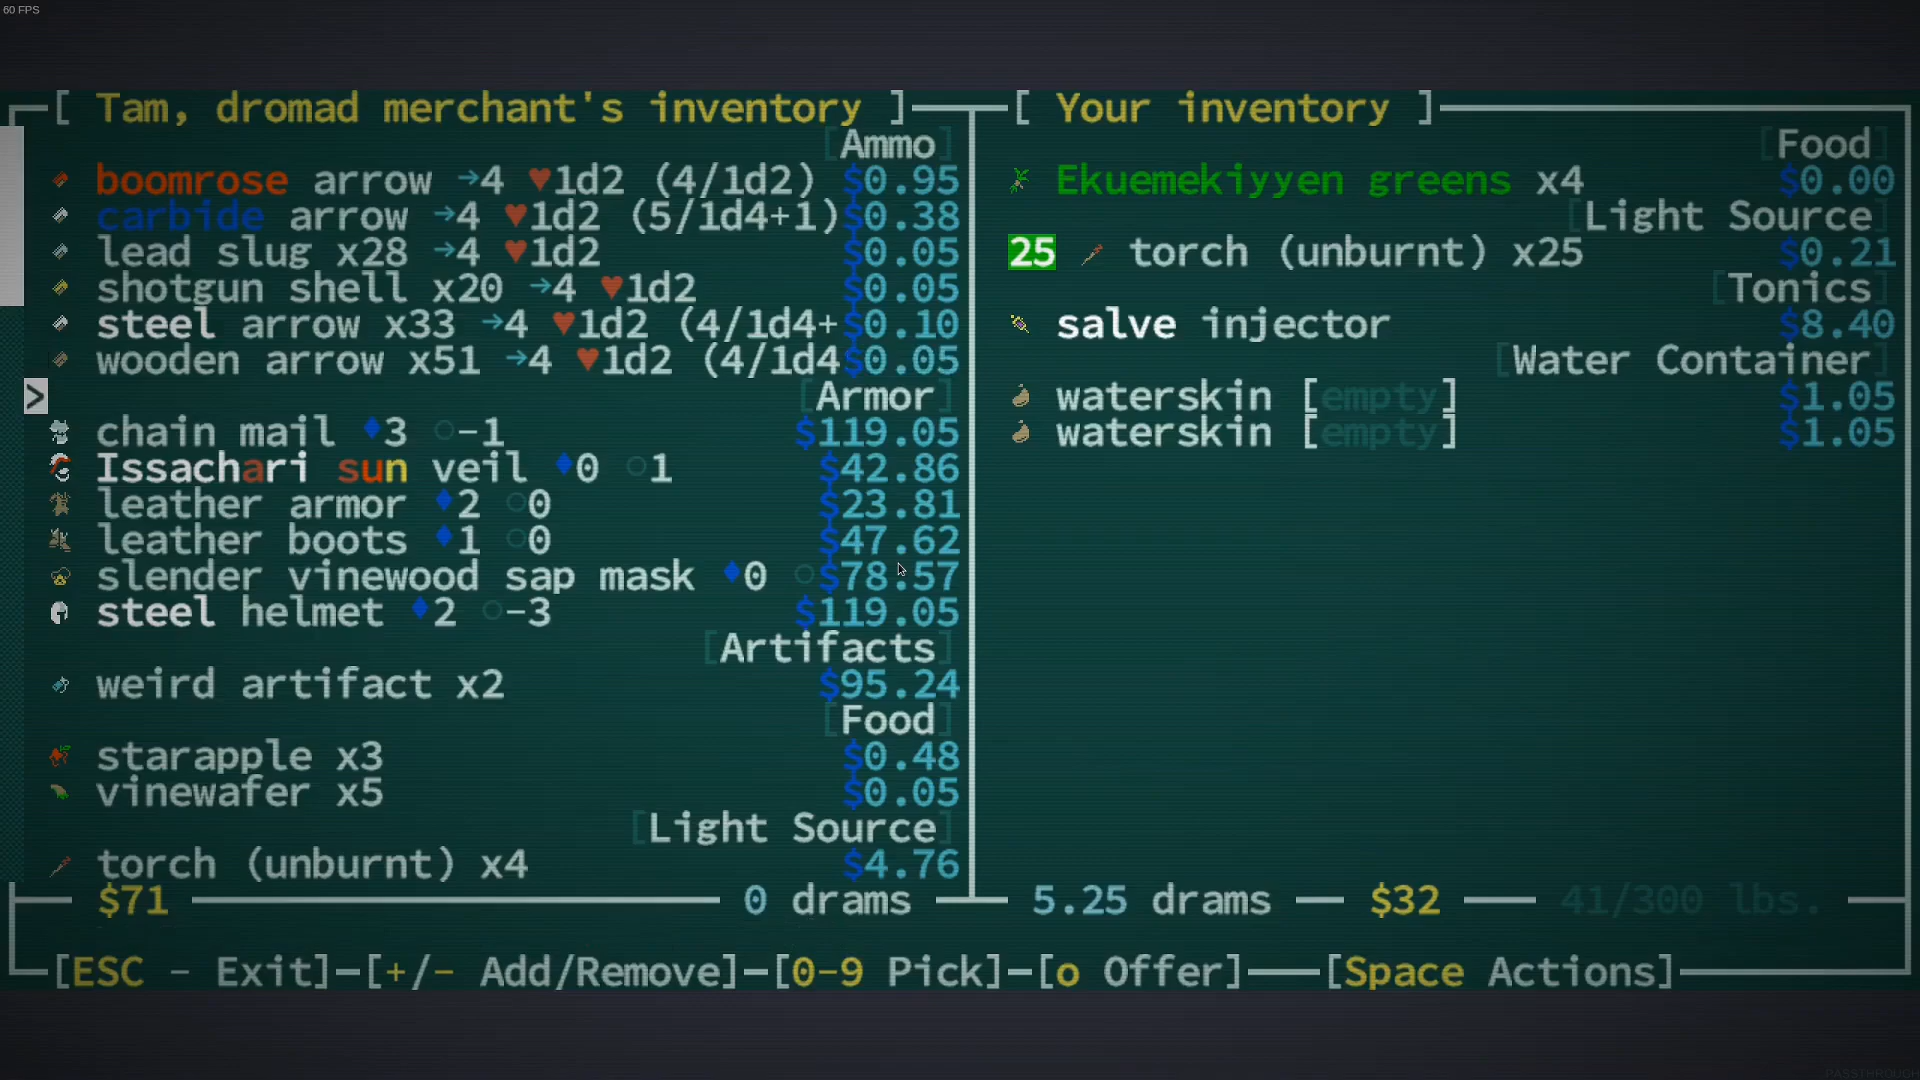 60 FPS
[ Tam, dromad merchant's inventory ]
[Ammo]
boomrose arrow →4 ♥1d2 (4/1d2) $0.95
carbide arrow →4 ♥1d2 (5/1d4+1) $0.38
lead slug x28 →4 ♥1d2 $0.05
shotgun shell x20 →4 ♥1d2 $0.05
steel arrow x33 →4 ♥1d2 (4/1d4+ $0.10
wooden arrow x51 →4 ♥1d2 (4/1d4 $0.05
> [Armor]
chain mail ♦3 ○-1 $119.05
Issachari sun veil ♦0 ○1 $42.86
leather armor ♦2 ○0 $23.81
leather boots ♦1 ○0 $47.62
slender vinewood sap mask ♦0 ○ $78.57
steel helmet ♦2 ○-3 $119.05
[Artifacts]
weird artifact x2 $95.24
[Food]
starapple x3 $0.48
vinewafer x5 $0.05
[Light Source]
torch (unburnt) x4 $4.76
$71 0 drams
[ Your inventory ]
[Food]
Ekuemekiyyen greens x4 $0.00
[Light Source]
25 torch (unburnt) x25 $0.21
[Tonics]
salve injector $8.40
[Water Container]
waterskin [empty] $1.05
waterskin [empty] $1.05
5.25 drams $32 41/300 lbs.
[ESC - Exit]-[+/- Add/Remove]-[0-9 Pick]-[o Offer] [Space Actions]
PASSTHROUGH